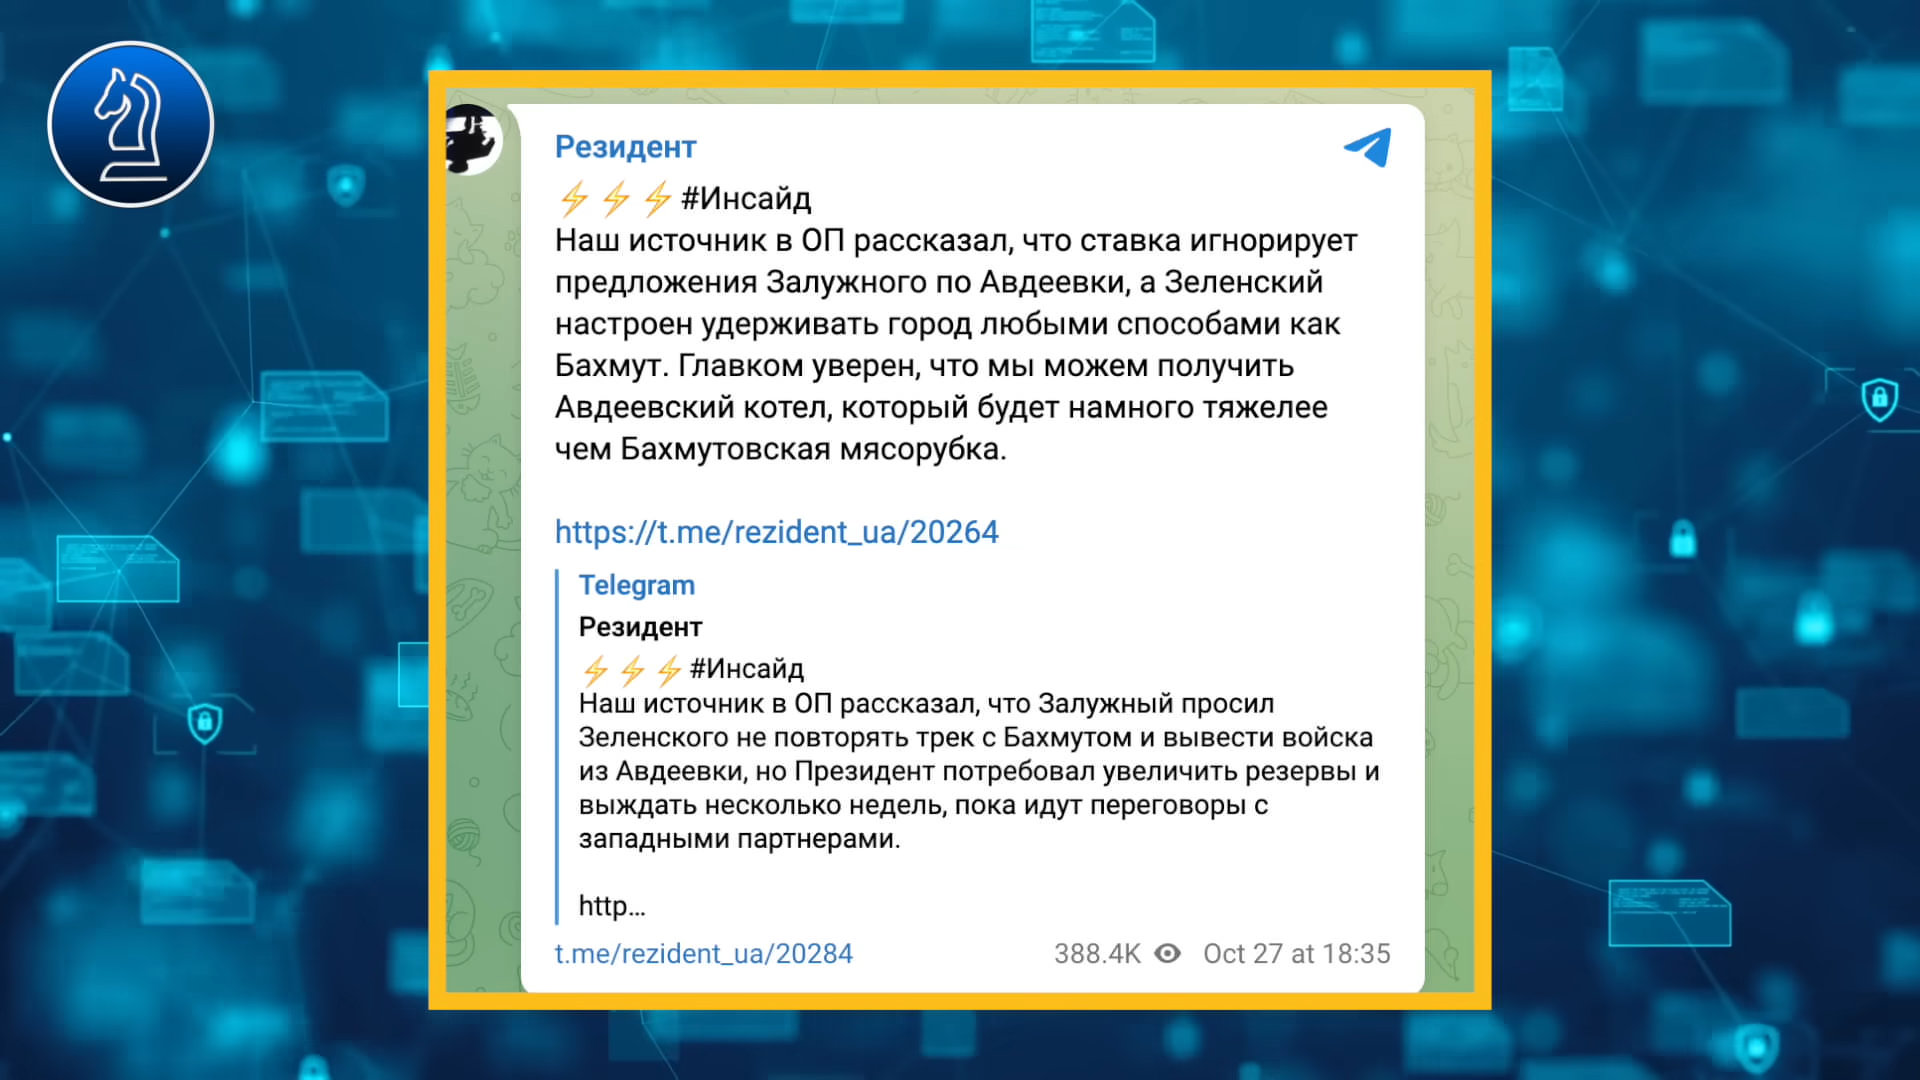 Резидент
⚡⚡⚡#Инсайд
Наш источник в ОП рассказал, что ставка игнорирует
предложения Залужного по Авдеевки, а Зеленский
настроен удерживать город любыми способами как
Бахмут. Главком уверен, что мы можем получить
Авдеевский котел, который будет намного тяжелее
чем Бахмутовская мясорубка.
https://t.me/rezident_ua/20264
Telegram
Резидент
⚡⚡⚡#Инсайд
Наш источник в ОП рассказал, что Залужный просил
Зеленского не повторять трек с Бахмутом и вывести войска
из Авдеевки, но Президент потребовал увеличить резервы и
выждать несколько недель, пока идут переговоры с
западными партнерами.
http...
t.me/rezident_ua/20284 388.4K Oct 27 at 18:35